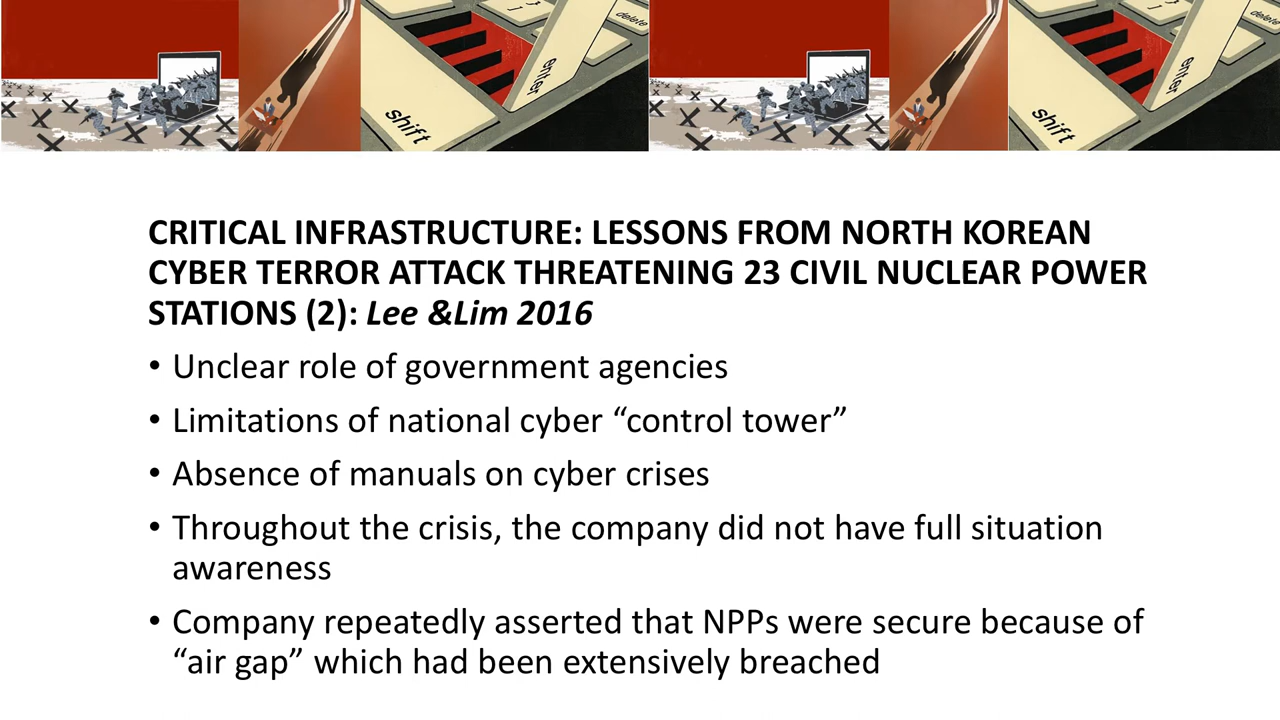 shift
enter
delete
shift
enter
delete
CRITICAL INFRASTRUCTURE: LESSONS FROM NORTH KOREAN
CYBER TERROR ATTACK THREATENING 23 CIVIL NUCLEAR POWER
STATIONS (2): Lee &Lim 2016
• Unclear role of government agencies
• Limitations of national cyber “control tower”
• Absence of manuals on cyber crises
• Throughout the crisis, the company did not have full situation
awareness
• Company repeatedly asserted that NPPs were secure because of
“air gap” which had been extensively breached